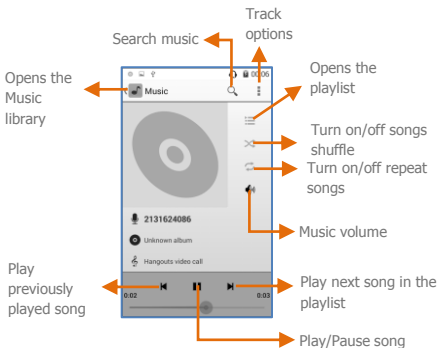 Track
options
Search music
Opens the
Music
library
00:06
Music
Opens the
playlist
Turn on/off songs
shuffle
Turn on/off repeat
songs
Music volume
2131624086
Unknown album
Hangouts video call
Play
previously
played song
0:02
0:03
Play next song in the
playlist
Play/Pause song